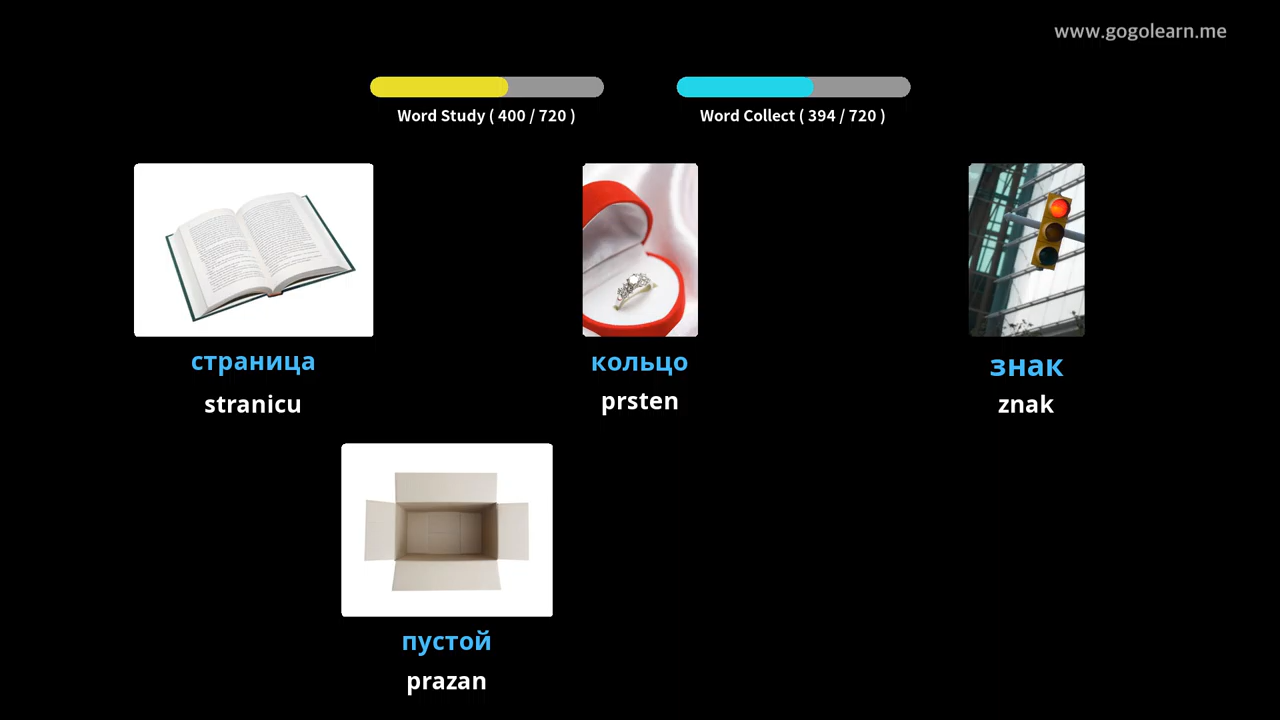 www.gogolearn.me
Word Study ( 400 / 720 )
Word Collect ( 394 / 720 )
страница
кольцо
знак
stranicu
prsten
znak
пустой
prazan